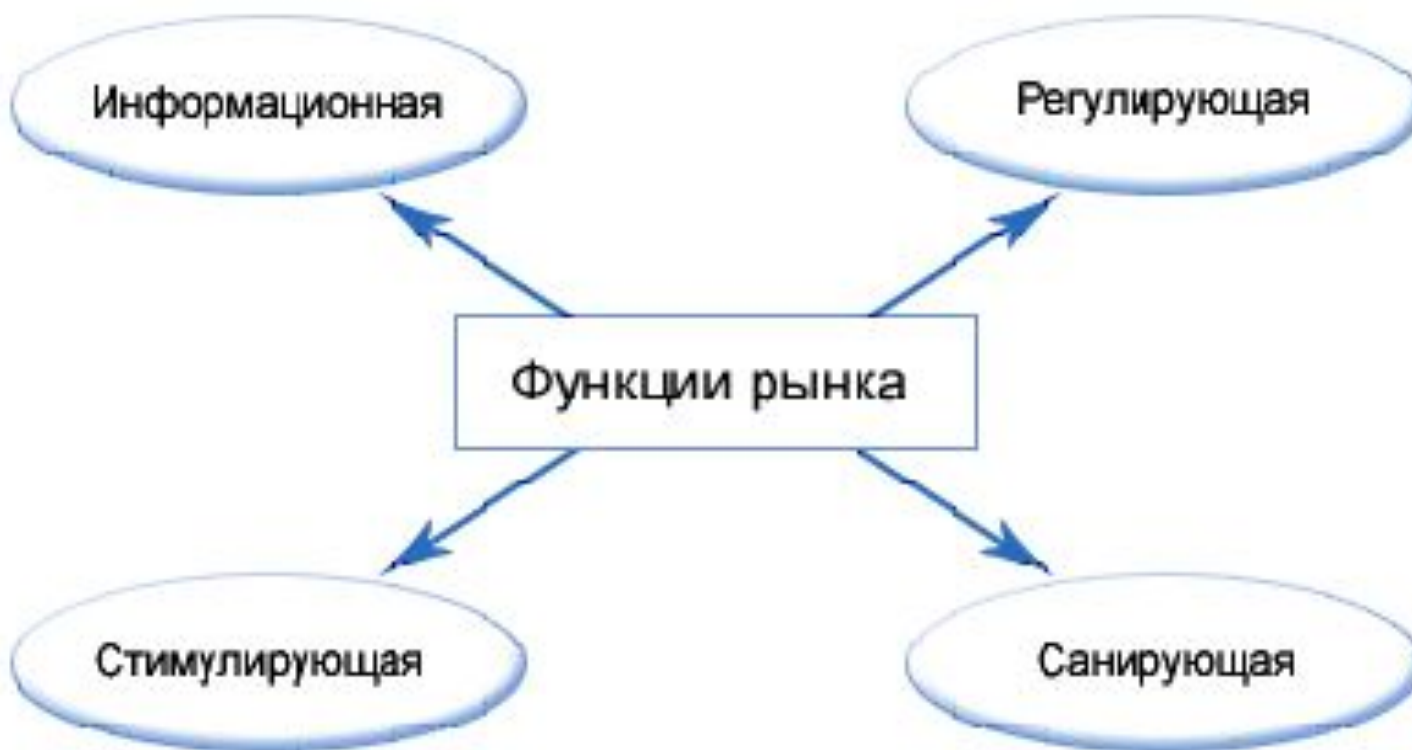 Информационная
Регулирующая
Функции рынка
Стимулирующая
Санирующая